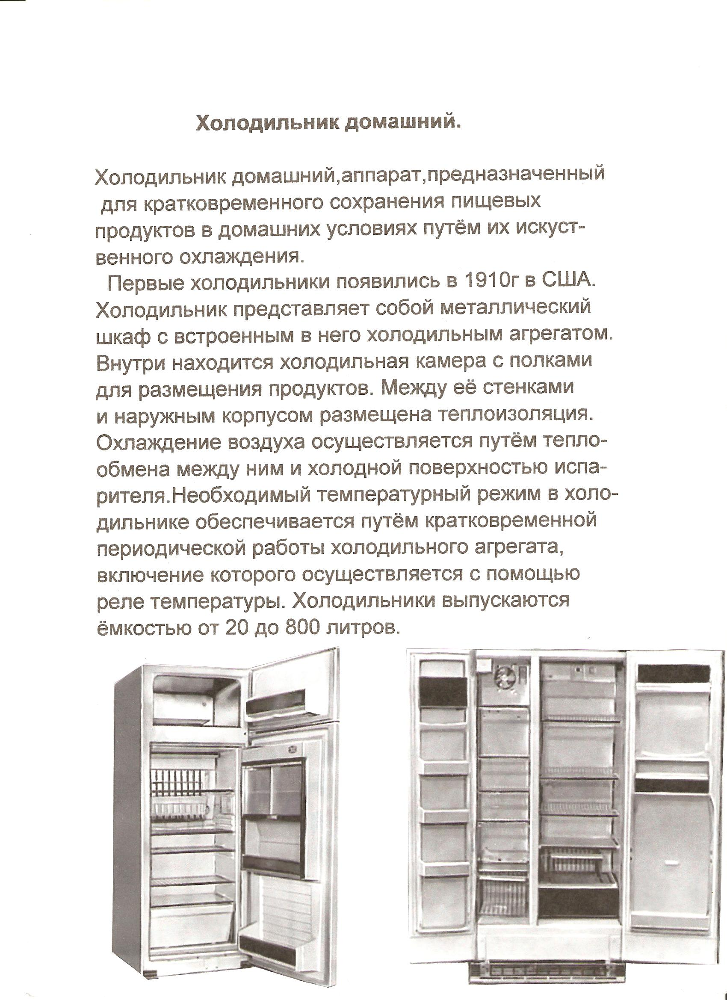 Холодильник домашний.
Холодильник домашний,аппарат,предназначенный
для кратковременного сохранения пищевых
продуктов в домашних условиях путём их искуст-
венного охлаждения.
Первые холодильники появились в 1910г в США.
Холодильник представляет собой металлический
шкаф с встроенным в него холодильным агрегатом.
Внутри находится холодильная камера с полками
для размещения продуктов. Между её стенками
и наружным корпусом размещена теплоизоляция.
Охлаждение воздуха осуществляется путём тепло-
обмена между ним и холодной поверхностью испа-
рителя.Необходимый температурный режим в холо-
дильнике обеспечивается путём кратковременной
периодической работы холодильного агрегата,
включение которого осуществляется с помощью
реле температуры. Холодильники выпускаются
ёмкостью от 20 до 800 литров.